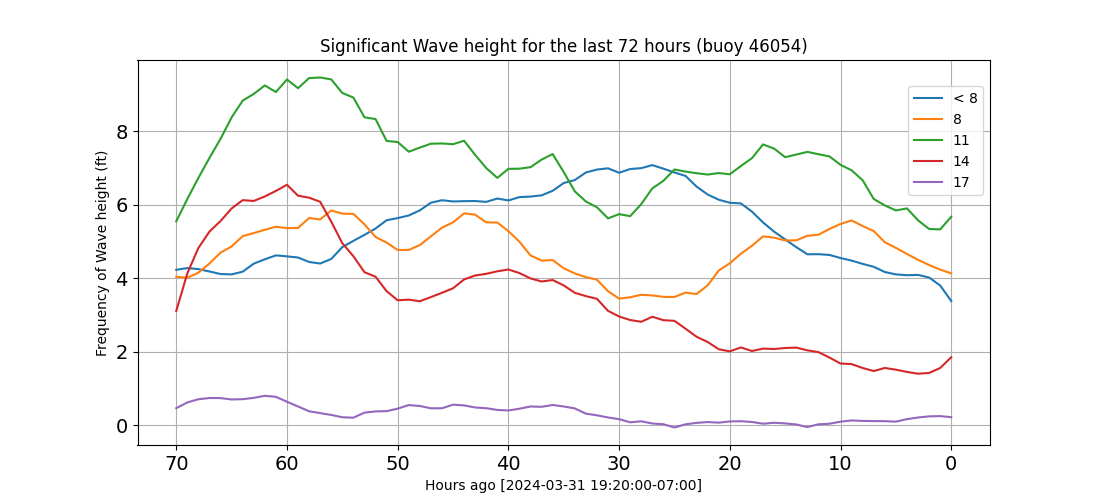 Significant Wave height for the last 72 hours (buoy 46054)
Frequency of Wave height (ft)
8
6
4
2
0
< 8
8
11
14
17
70 60 50 40 30 20 10 0
Hours ago [2024-03-31 19:20:00-07:00]